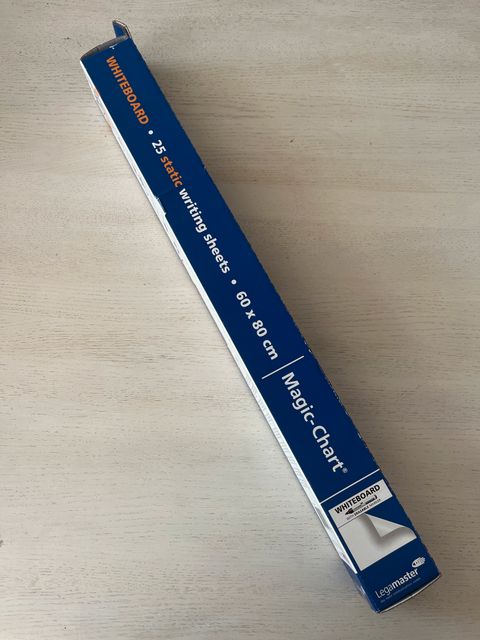 WHITEBOARD • 25 static writing sheets • 60 x 80 cm | Magic-Chart®
WHITEBOARD
Legamaster